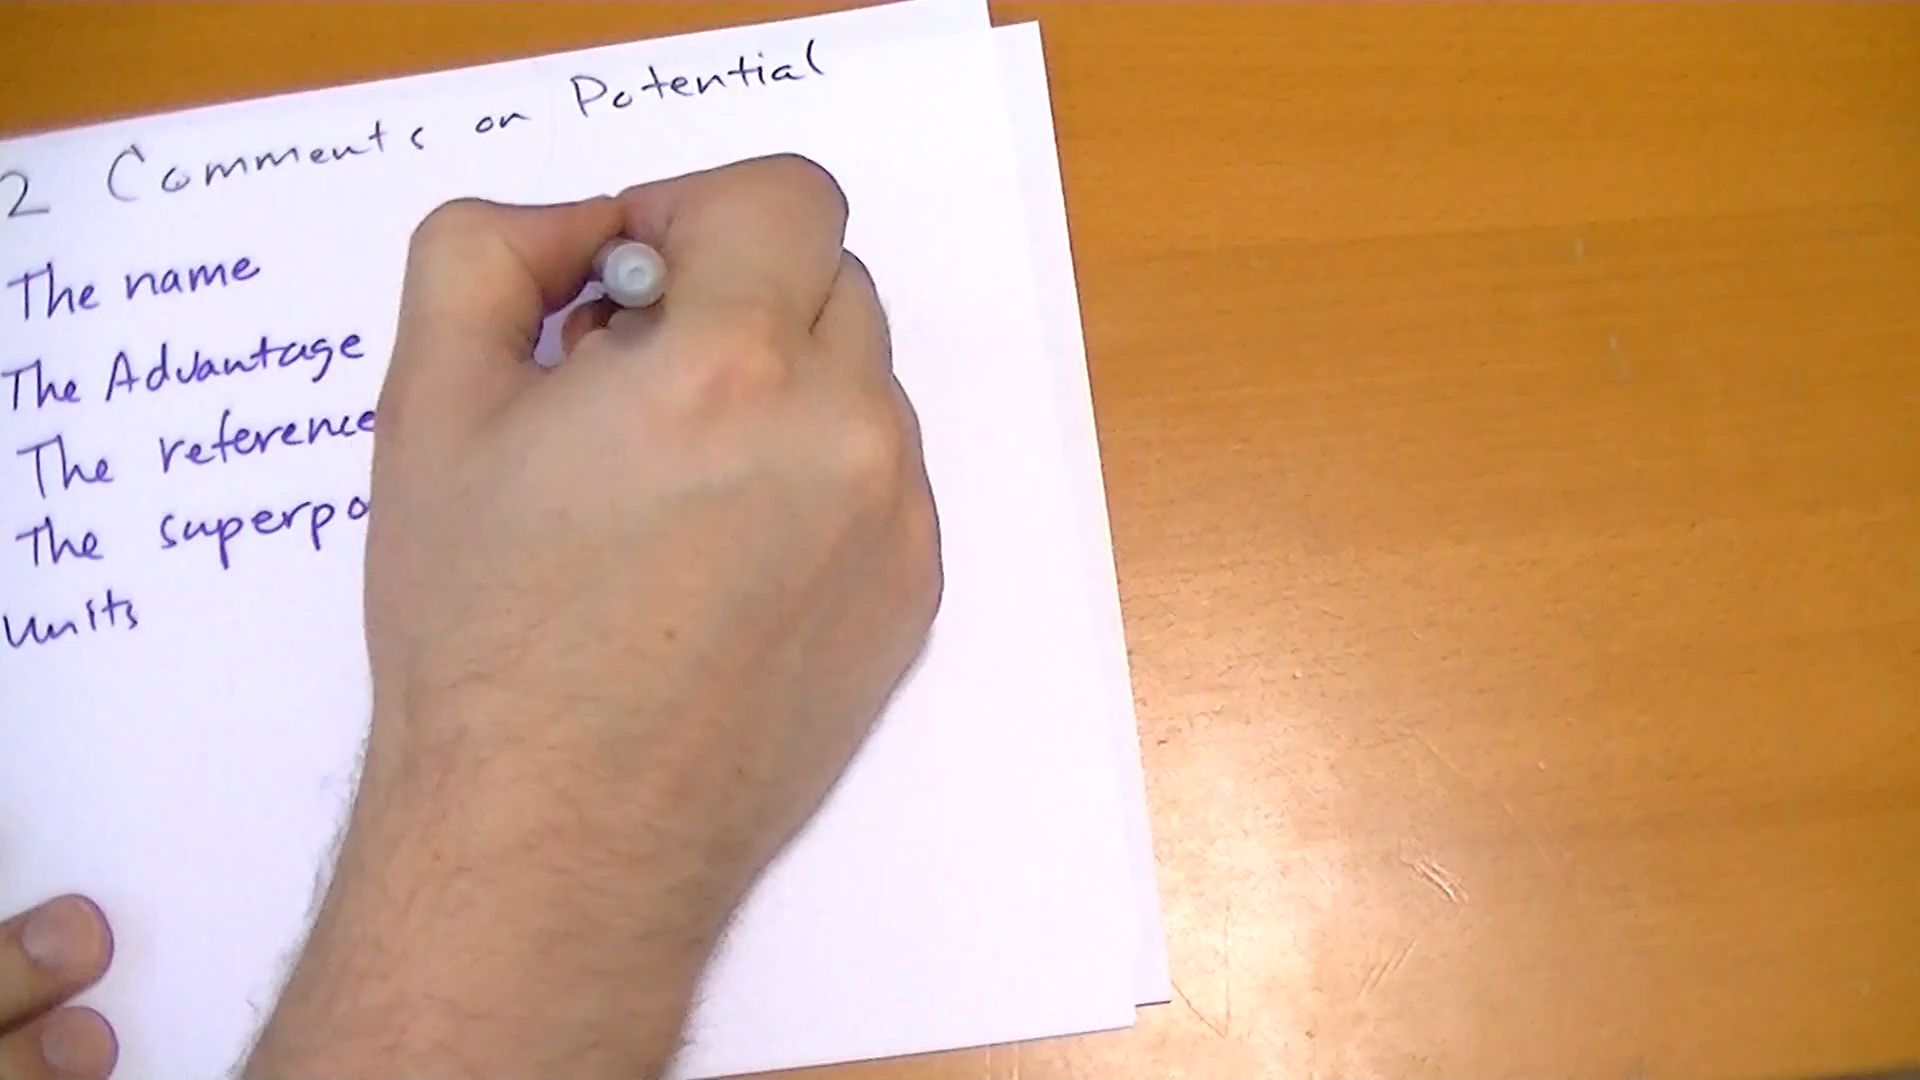 2 Comments on Potential
The name
The Advantage
The reference
The superpo
Units